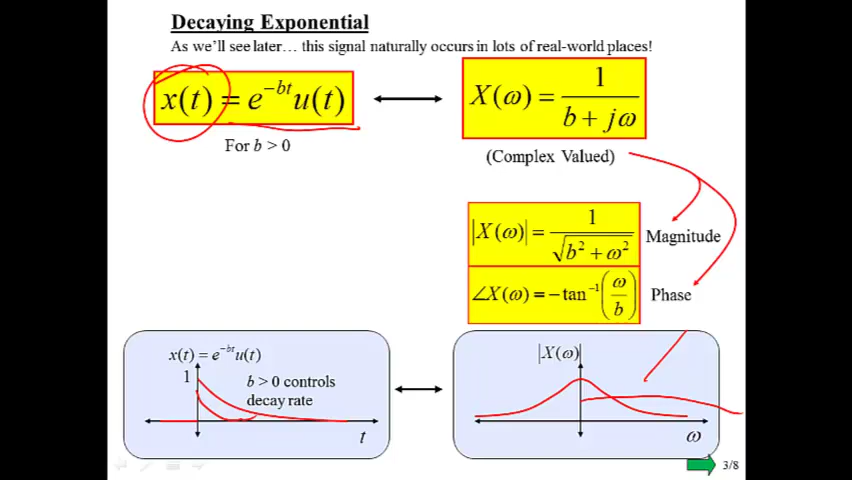 Decaying Exponential
As we'll see later… this signal naturally occurs in lots of real-world places!
x(t) = e^{-bt}u(t)
X(ω) = 1/(b + jω)
For b > 0
(Complex Valued)
|X(ω)| = 1/√(b² + ω²)
Magnitude
∠X(ω) = −tan⁻¹(ω/b)
Phase
x(t) = e^{-bt}u(t)
1
b > 0 controls
decay rate
t
|X(ω)|
ω
3/8